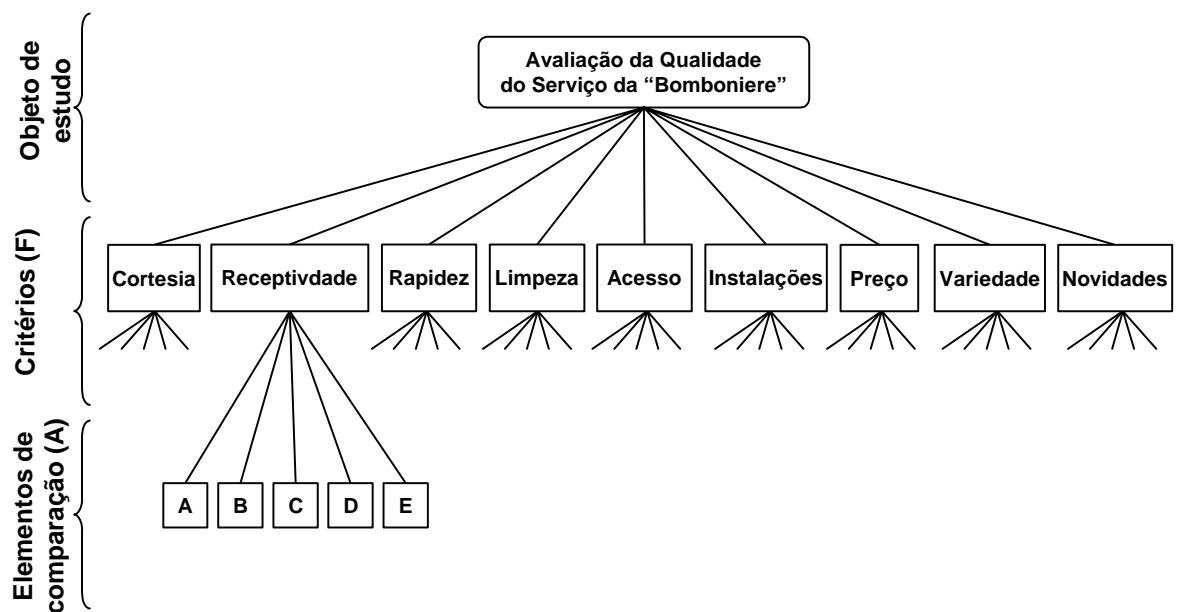 Objeto de
estudo
Avaliação da Qualidade
do Serviço da “Bomboniere”
Critérios (F)
Cortesia
Receptivdade
Rapidez
Limpeza
Acesso
Instalações
Preço
Variedade
Novidades
Elementos de
comparação (A)
A
B
C
D
E